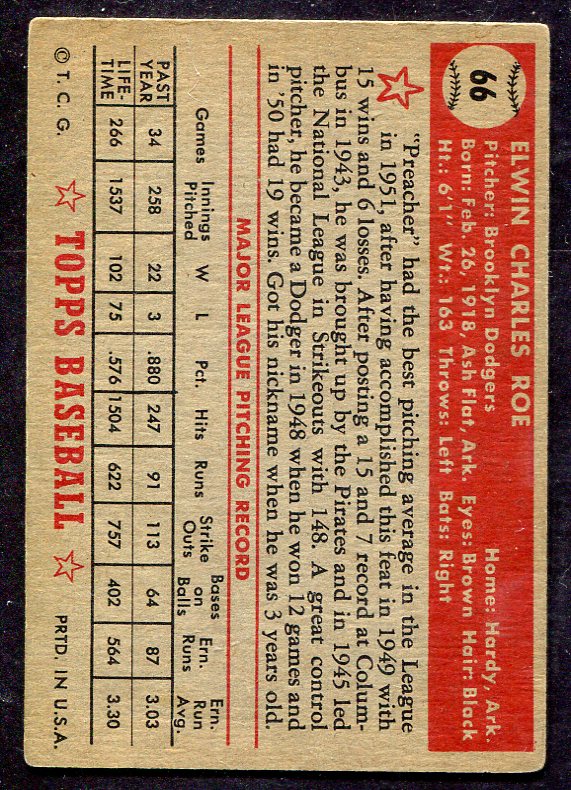 66
ELWIN CHARLES ROE
Pitcher: Brooklyn Dodgers Home: Hardy, Ark.
Born: Feb. 26, 1918, Ash Flat, Ark. Eyes: Brown Hair: Black
Ht.: 6'1" Wt.: 163 Throws: Left Bats: Right
"Preacher" had the best pitching average in the League
in 1951, after having accomplished this feat in 1949 with
15 wins and 6 losses. After posting a 15 and 7 record at Colum-
bus in 1943, he was brought up by the Pirates and in 1945 led
the National League in Strikeouts with 148. A great control
pitcher, he became a Dodger in 1948 when he won 12 games and
in '50 had 19 wins. Got his nickname when he was 3 years old.
MAJOR LEAGUE PITCHING RECORD
Games Innings Pitched W L Pct. Hits Runs Strike Outs Bases on Balls Ern. Runs Ern. Run Avg.
PAST YEAR 34 258 22 3 .880 247 91 113 64 87 3.03
LIFE-TIME 266 1537 102 75 .576 1504 622 757 402 564 3.30
© T. C. G. TOPPS BASEBALL PRTD. IN U.S.A.